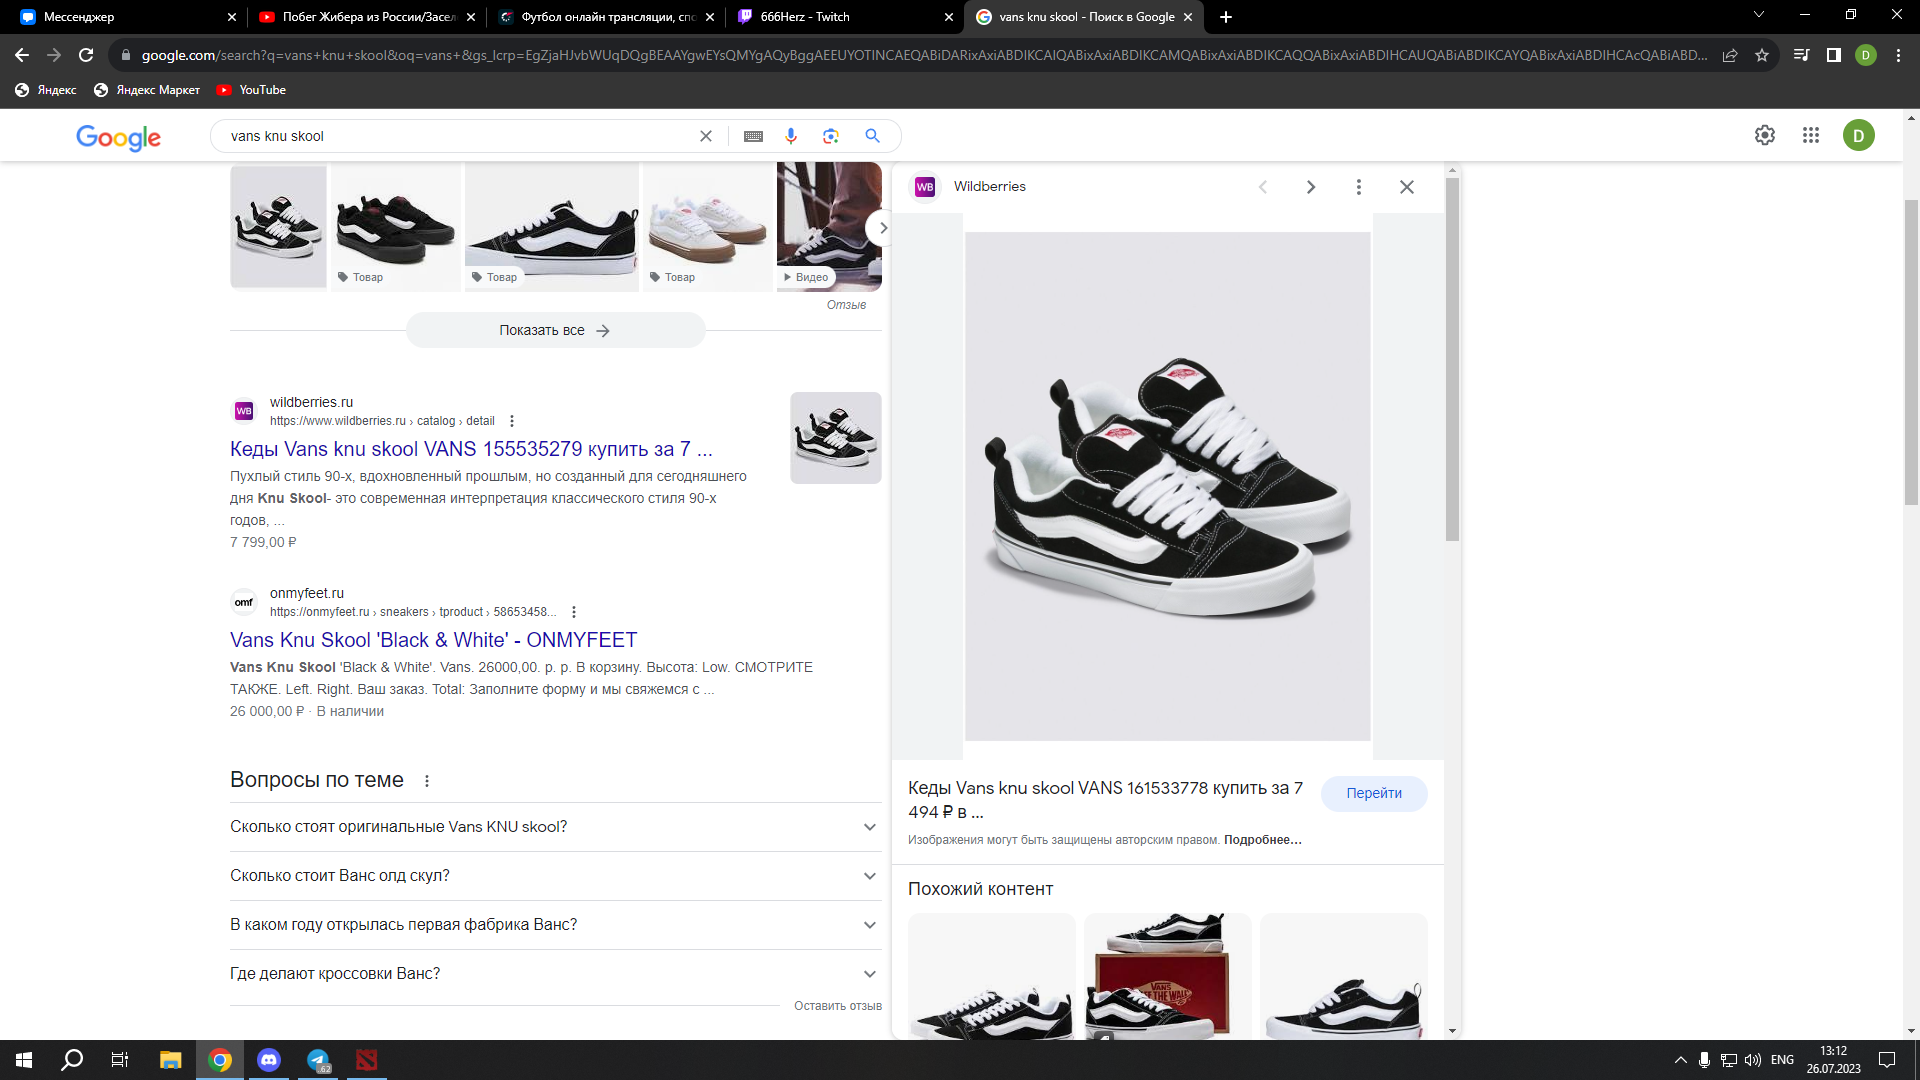 Мессенджер
Побег Жибера из России/Заселе
Футбол онлайн трансляции, спо
666Herz - Twitch
vans knu skool - Поиск в Google
google.com/search?q=vans+knu+skool&oq=vans+&gs_lcrp=EgZjaHJvbWUqDQgBEAAYgwEYsQMYgAQyBggAEEUYOTINCAEQABiDARixAxiABDIKCAIQABixAxiABDIKCAMQABixAxiABDIKCAQQABixAxiABDIHCAUQABiABDIKCAYQABixAxiABDIHCAcQABiABD...
D
Яндекс
Яндекс Маркет
YouTube
Google
vans knu skool
D
Товар
Товар
Товар
Видео
Отзыв
Показать все
WB
wildberries.ru
https://www.wildberries.ru › catalog › detail
Кеды Vans knu skool VANS 155535279 купить за 7 ...
Пухлый стиль 90-х, вдохновленный прошлым, но созданный для сегодняшнего
дня Knu Skool- это современная интерпретация классического стиля 90-х
годов, ...
7 799,00 ₽
omf
onmyfeet.ru
https://onmyfeet.ru › sneakers › tproduct › 58653458...
Vans Knu Skool 'Black & White' - ONMYFEET
Vans Knu Skool 'Black & White'. Vans. 26000,00. р. р. В корзину. Высота: Low. СМОТРИТЕ
ТАКЖЕ. Left. Right. Ваш заказ. Total: Заполните форму и мы свяжемся с ...
26 000,00 ₽ · В наличии
Вопросы по теме
Сколько стоят оригинальные Vans KNU skool?
Сколько стоит Ванс олд скул?
В каком году открылась первая фабрика Ванс?
Где делают кроссовки Ванс?
Оставить отзыв
WB
Wildberries
Кеды Vans knu skool VANS 161533778 купить за 7
494 ₽ в ...
Перейти
Изображения могут быть защищены авторским правом. Подробнее...
Похожий контент
VANS
62
ENG
13:12
26.07.2023